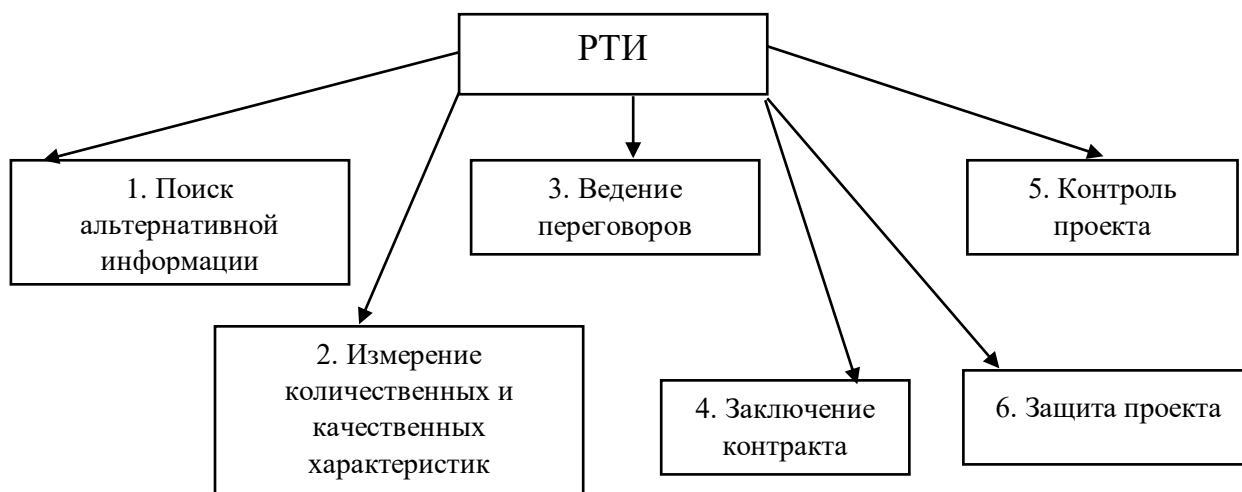 РТИ
1. Поиск
альтернативной
информации
2. Измерение
количественных и
качественных
характеристик
3. Ведение
переговоров
4. Заключение
контракта
5. Контроль
проекта
6. Защита проекта